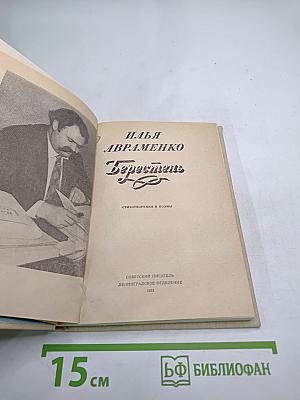 ИЛЬЯ
АВРАМЕНКО
Берестень
СТИХОТВОРЕНИЯ И ПОЭМЫ
СОВЕТСКИЙ ПИСАТЕЛЬ
ЛЕНИНГРАДСКОЕ ОТДЕЛЕНИЕ
15 см
БФ БИБЛИОФАН